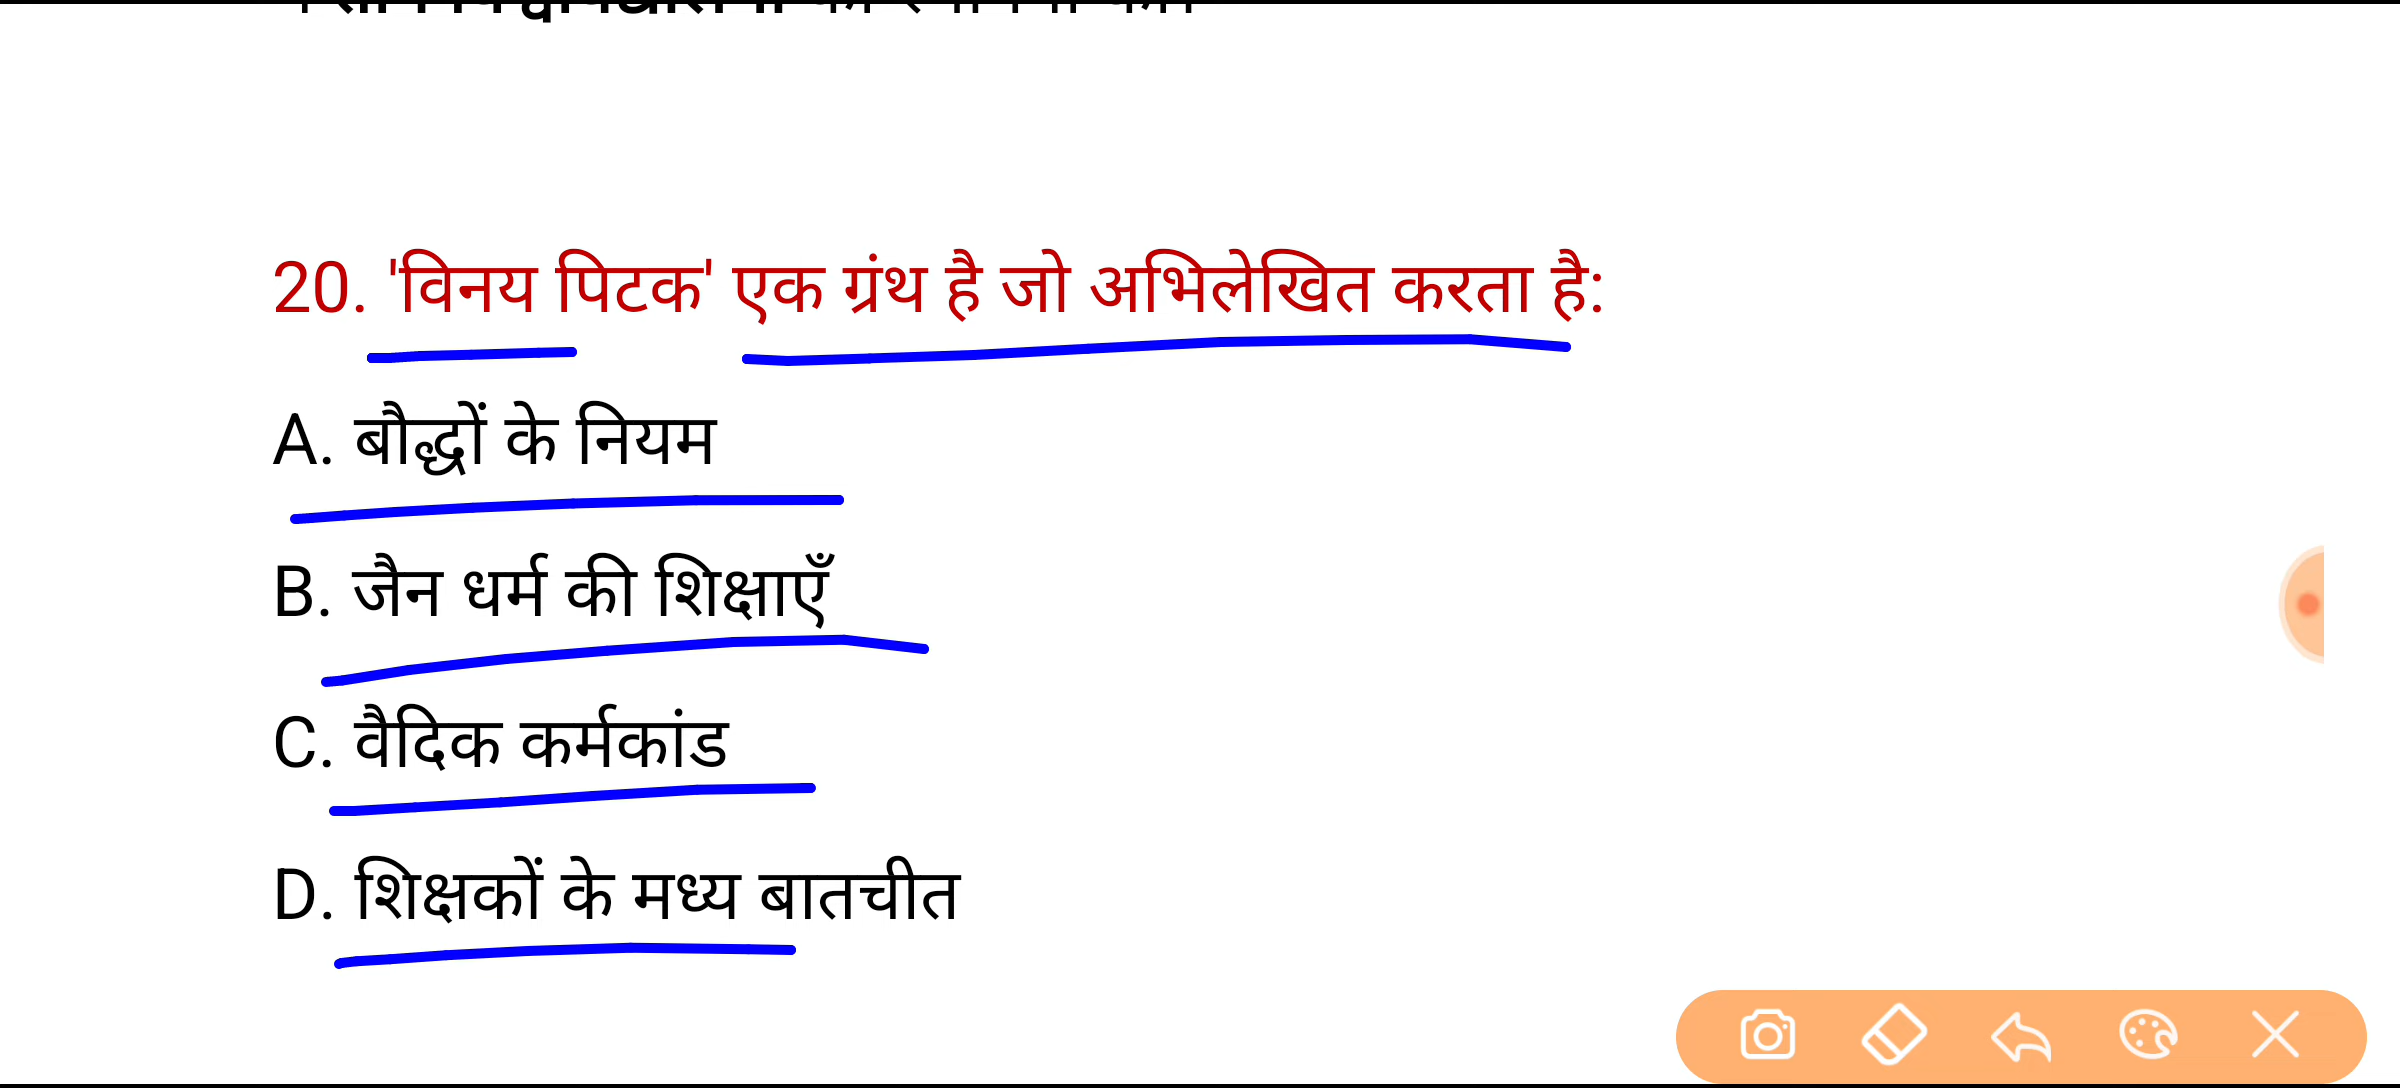 20. 'विनय पिटक' एक ग्रंथ है जो अभिलेखित करता है:
A. बौद्धों के नियम
B. जैन धर्म की शिक्षाएँ
C. वैदिक कर्मकांड
D. शिक्षकों के मध्य बातचीत